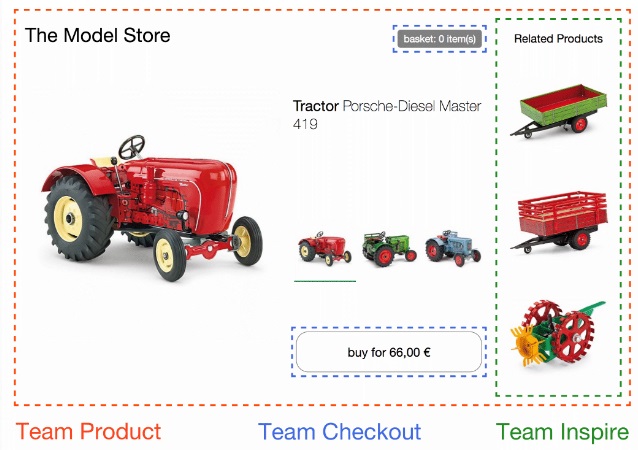 The Model Store
basket: 0 item(s)
Related Products
Tractor Porsche-Diesel Master
419
buy for 66,00 €
Team Product
Team Checkout
Team Inspire